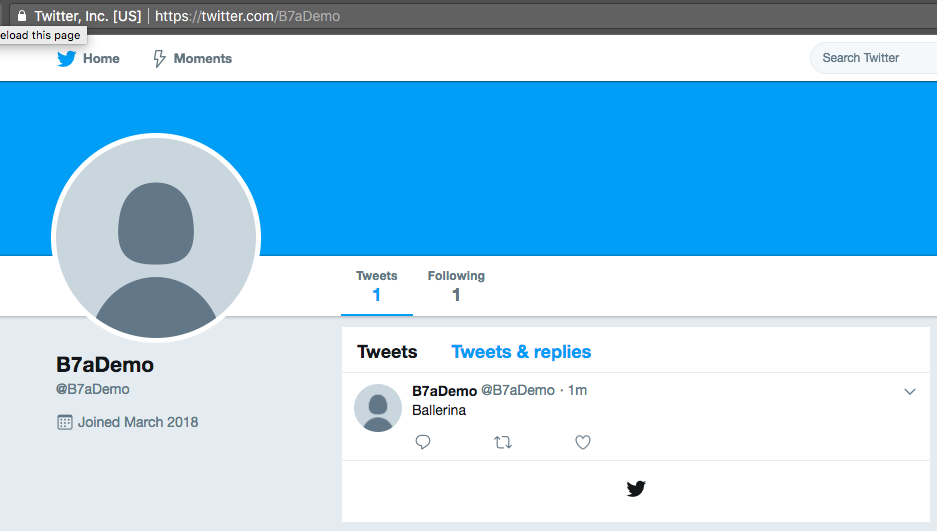 Twitter, Inc. [US] | https://twitter.com/B7aDemo
eload this page
Home Moments Search Twitter
Tweets Following
1 1
B7aDemo
@B7aDemo
Joined March 2018
Tweets Tweets & replies
B7aDemo @B7aDemo · 1m
Ballerina